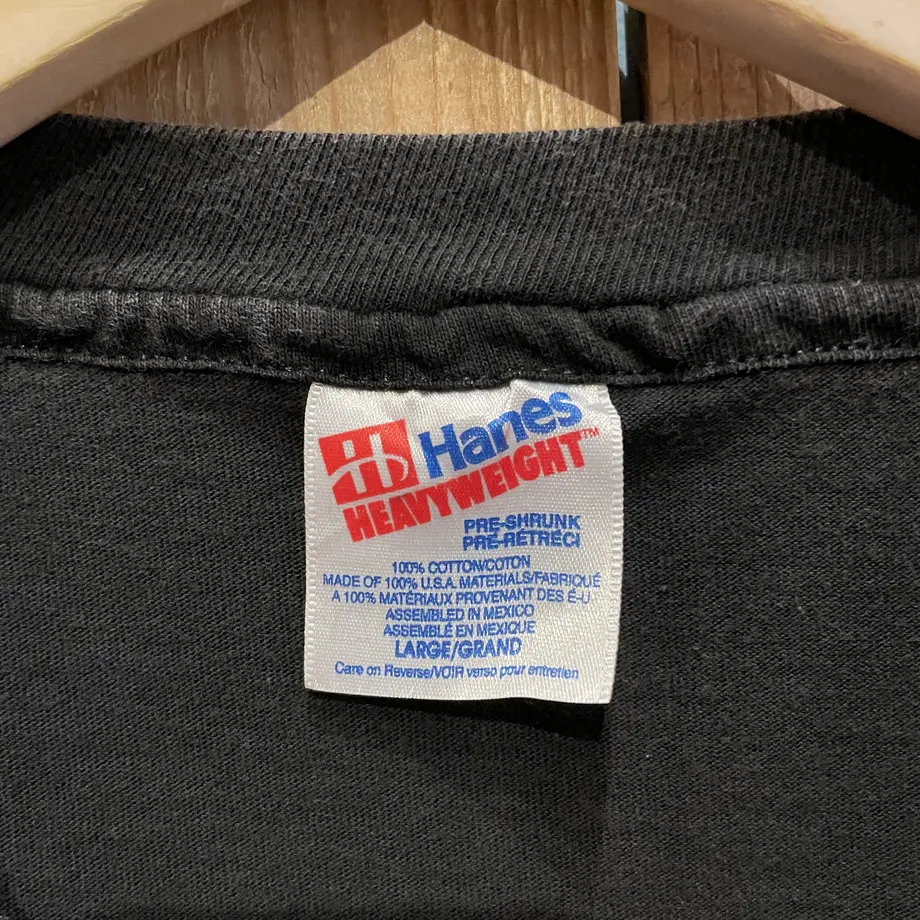 Hanes
HEAVYWEIGHT™
PRE-SHRUNK
PRÉ-RÉTRÉCI
100% COTTON/COTON
MADE OF 100% U.S.A. MATERIALS/FABRIQUÉ
A 100% MATÉRIAUX PROVENANT DES É-U
ASSEMBLED IN MEXICO
ASSEMBLÉ EN MEXIQUE
LARGE/GRAND
Care on Reverse/VOIR verso pour entretien